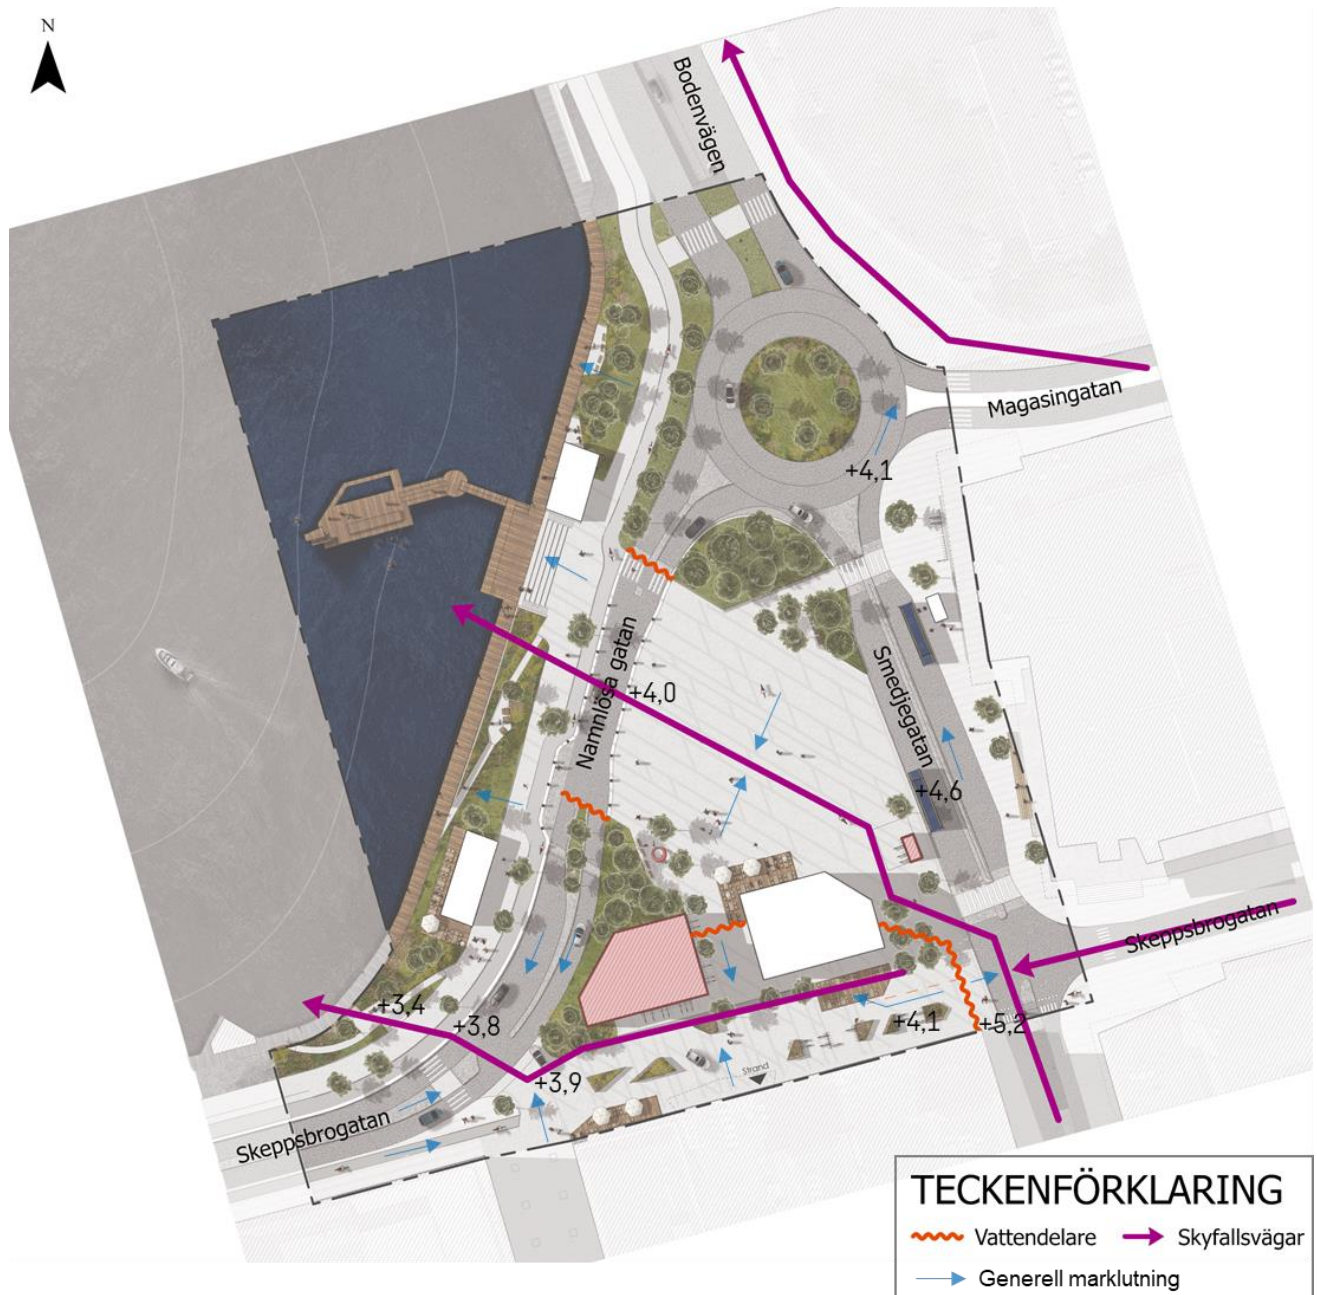 N
Bodenvägen
Magasingatan
+4,1
Namnlösa gatan
+4,0
Smedjegatan
+4,6
Skeppsbrogatan
+3,4
+3,8
+4,1
+5,2
+3,9
Strand
Skeppsbrogatan
TECKENFÖRKLARING
Vattendelare
Skyfallsvägar
Generell marklutning